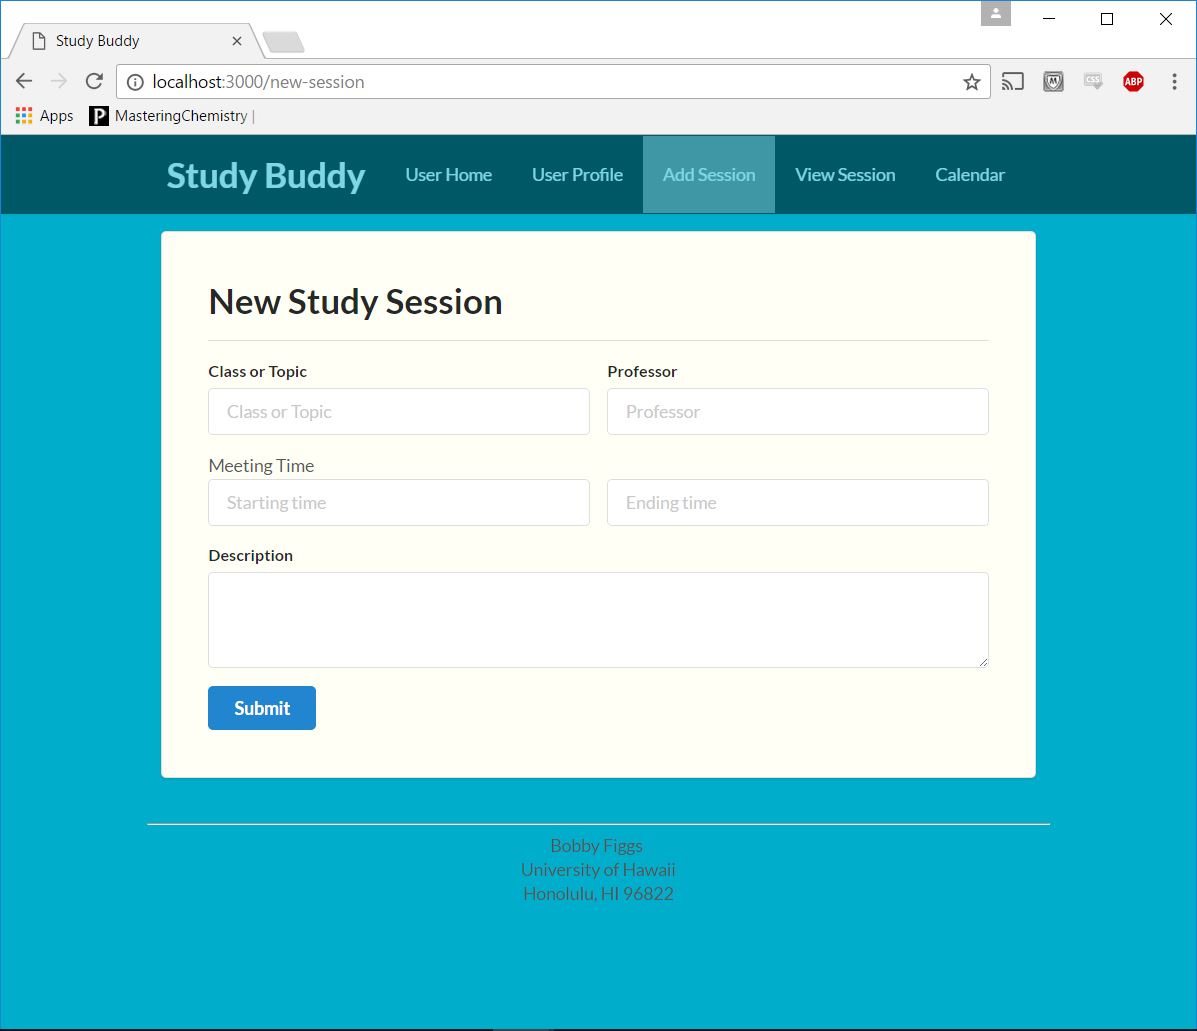 Study Buddy
localhost:3000/new-session
CSS
ABP
Apps
P MasteringChemistry |
Study Buddy User Home User Profile Add Session View Session Calendar
New Study Session
Class or Topic Professor
Class or Topic Professor
Meeting Time
Starting time Ending time
Description
Submit
Bobby Figgs
University of Hawaii
Honolulu, HI 96822